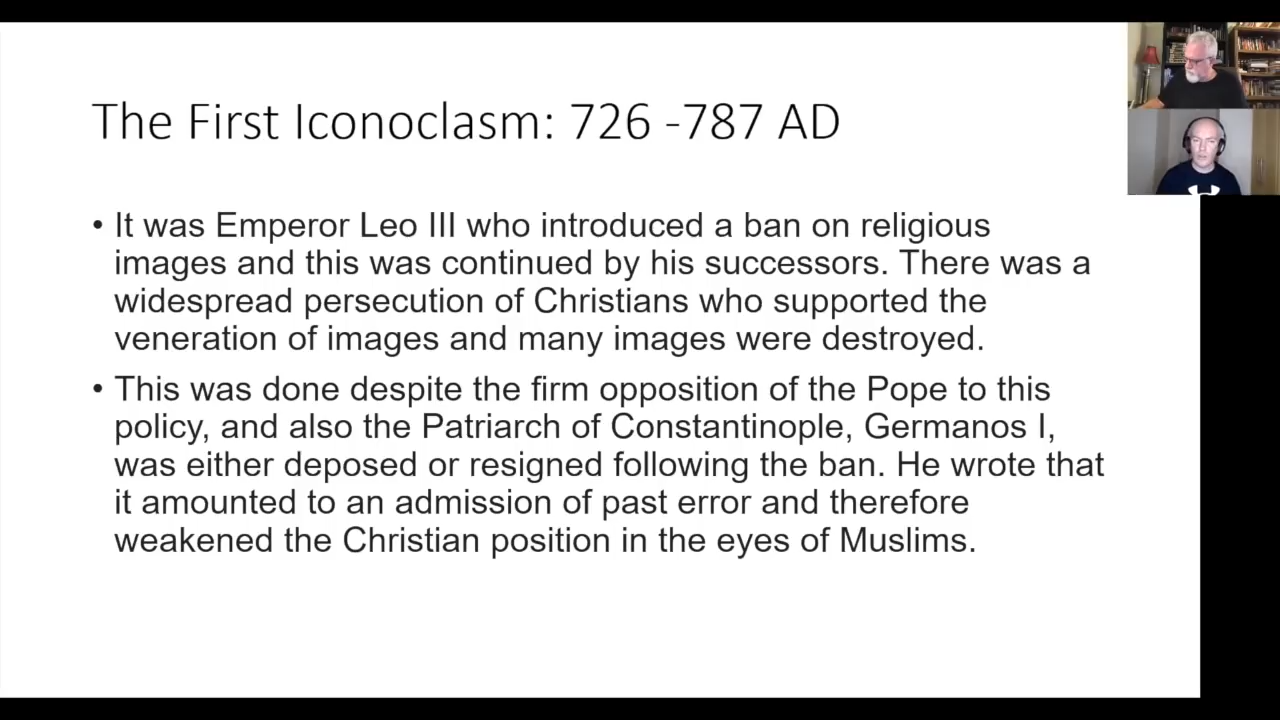 The First Iconoclasm: 726 -787 AD
• It was Emperor Leo III who introduced a ban on religious
images and this was continued by his successors. There was a
widespread persecution of Christians who supported the
veneration of images and many images were destroyed.
• This was done despite the firm opposition of the Pope to this
policy, and also the Patriarch of Constantinople, Germanos I,
was either deposed or resigned following the ban. He wrote that
it amounted to an admission of past error and therefore
weakened the Christian position in the eyes of Muslims.